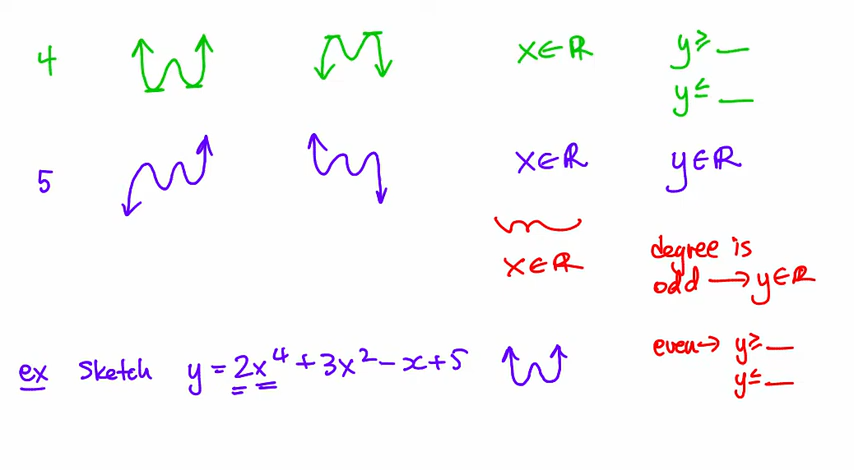 4 x∈ℝ y≥__
y≤__
5 x∈ℝ y∈ℝ
x∈ℝ degree is
odd → y∈ℝ
even → y≥__
ex Sketch y = 2x⁴ + 3x² - x + 5
y≤__